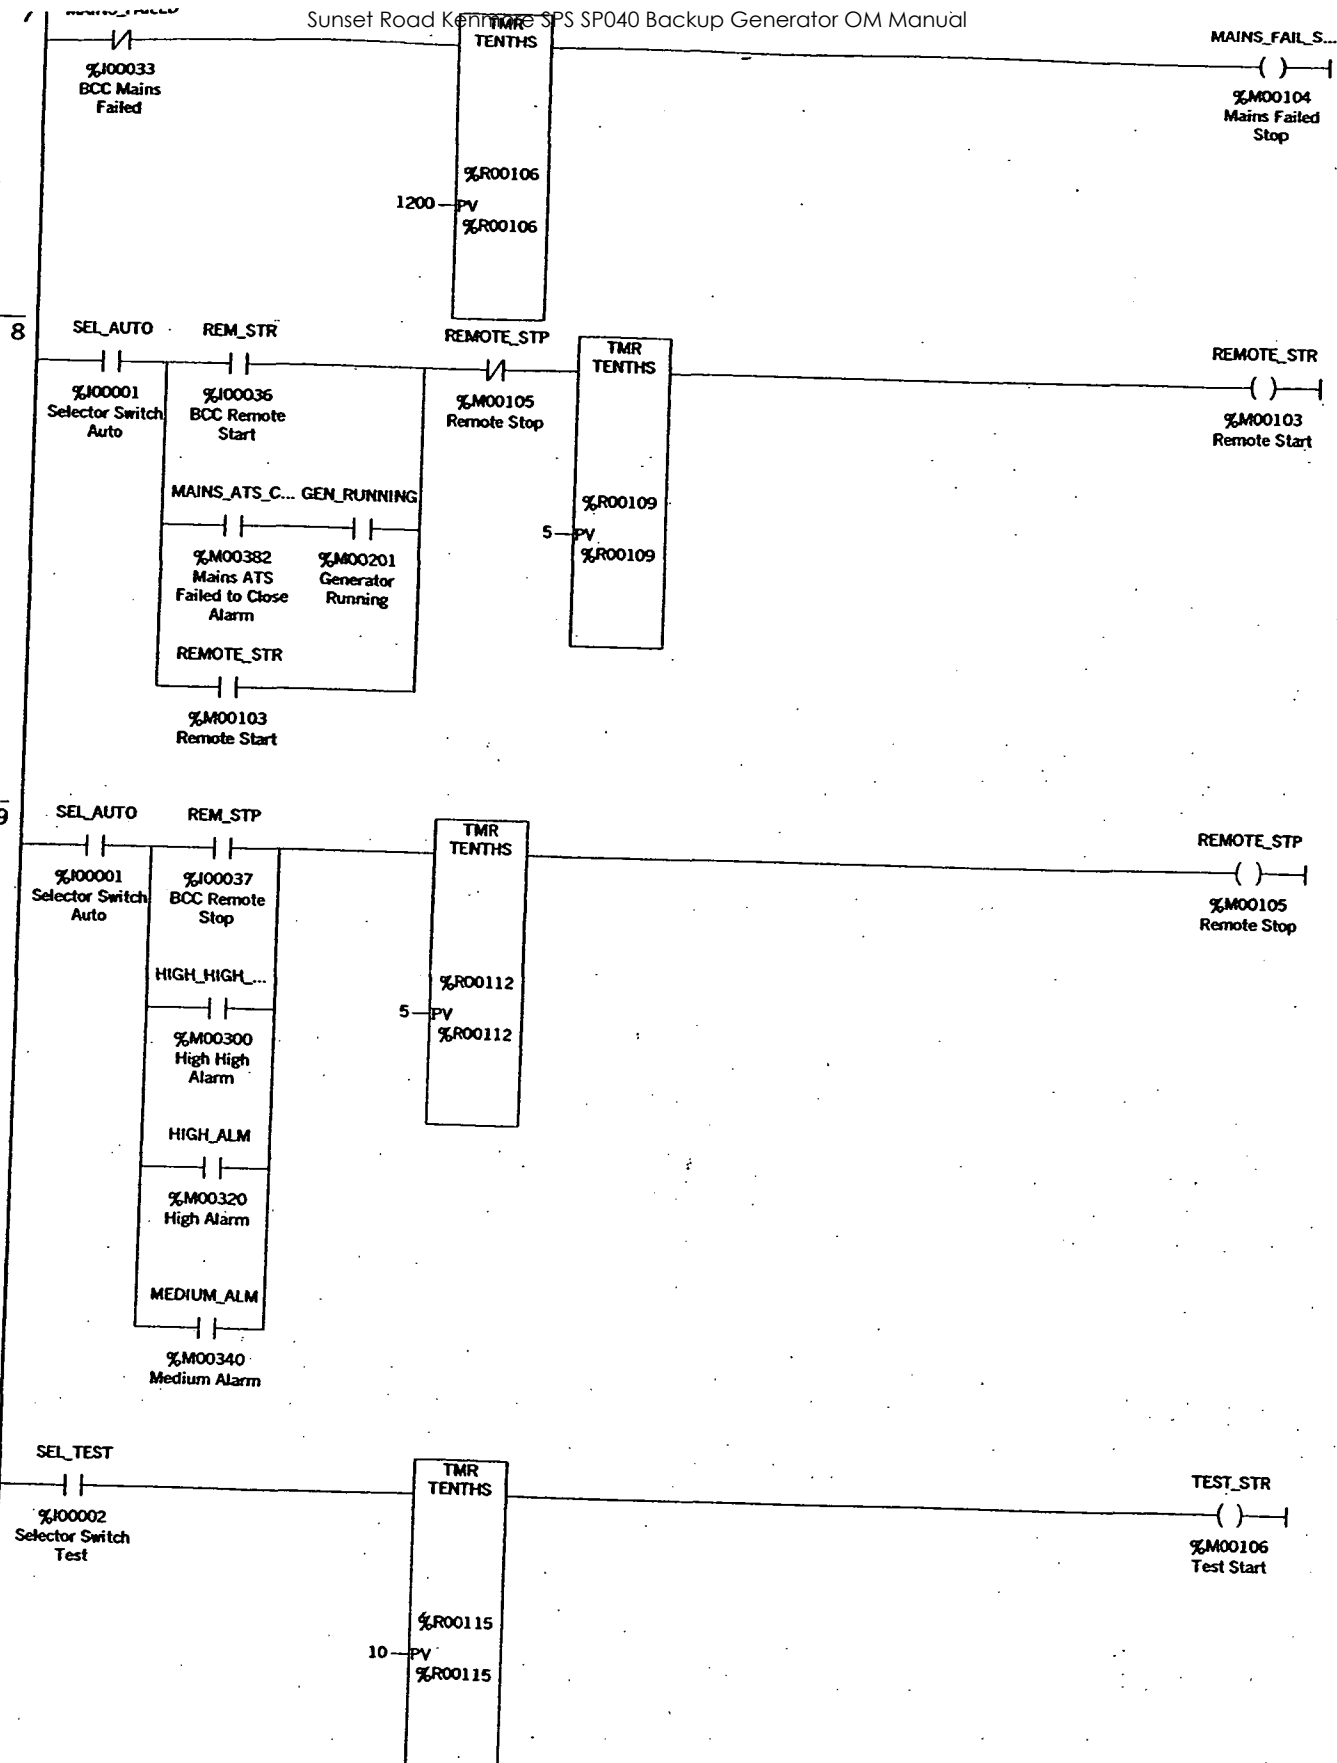 Sunset Road Kenmore SPS SP040 Backup Generator OM Manual
7
MAINS_FAILED
%I00033
BCC Mains
Failed
TMR
TENTHS
%R00106
1200
PV
%R00106
MAINS_FAIL_S...
%M00104
Mains Failed
Stop
8
SEL_AUTO
%I00001
Selector Switch
Auto
REM_STR
%I00036
BCC Remote
Start
MAINS_ATS_C...
%M00382
Mains ATS
Failed to Close
Alarm
GEN_RUNNING
%M00201
Generator
Running
REMOTE_STR
%M00103
Remote Start
REMOTE_STP
%M00105
Remote Stop
TMR
TENTHS
%R00109
5
PV
%R00109
REMOTE_STR
%M00103
Remote Start
9
SEL_AUTO
%I00001
Selector Switch
Auto
REM_STP
%I00037
BCC Remote
Stop
HIGH_HIGH_...
%M00300
High High
Alarm
HIGH_ALM
%M00320
High Alarm
MEDIUM_ALM
%M00340
Medium Alarm
TMR
TENTHS
%R00112
5
PV
%R00112
REMOTE_STP
%M00105
Remote Stop
SEL_TEST
%I00002
Selector Switch
Test
TMR
TENTHS
%R00115
10
PV
%R00115
TEST_STR
%M00106
Test Start